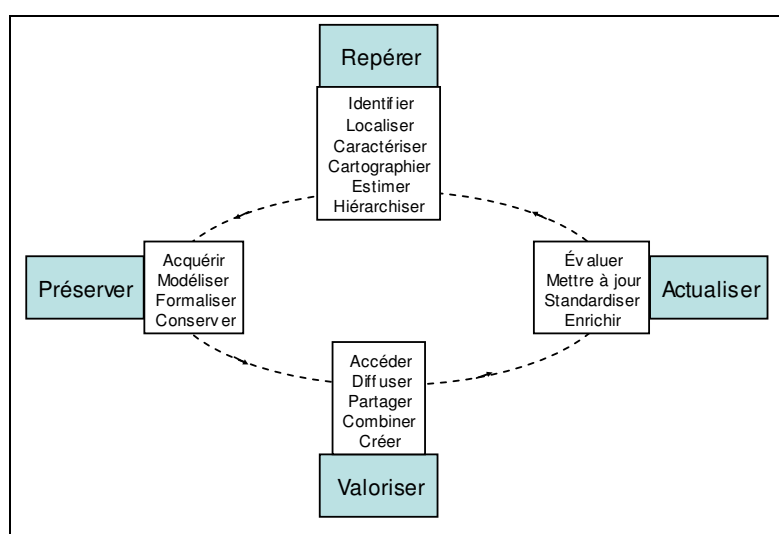 Repérer
Identifier
Localiser
Caractériser
Cartographier
Estimer
Hiérarchiser
Préserver
Acquérir
Modéliser
Formaliser
Conserver
Évaluer
Mettre à jour
Standardiser
Enrichir
Actualiser
Accéder
Diffuser
Partager
Combiner
Créer
Valoriser